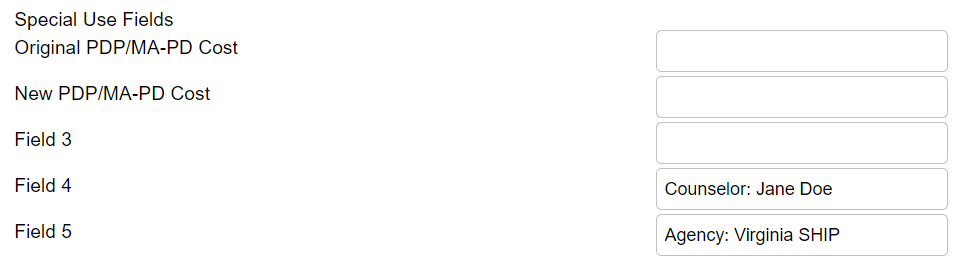 Special Use Fields
Original PDP/MA-PD Cost
New PDP/MA-PD Cost
Field 3
Field 4
Counselor: Jane Doe
Field 5
Agency: Virginia SHIP